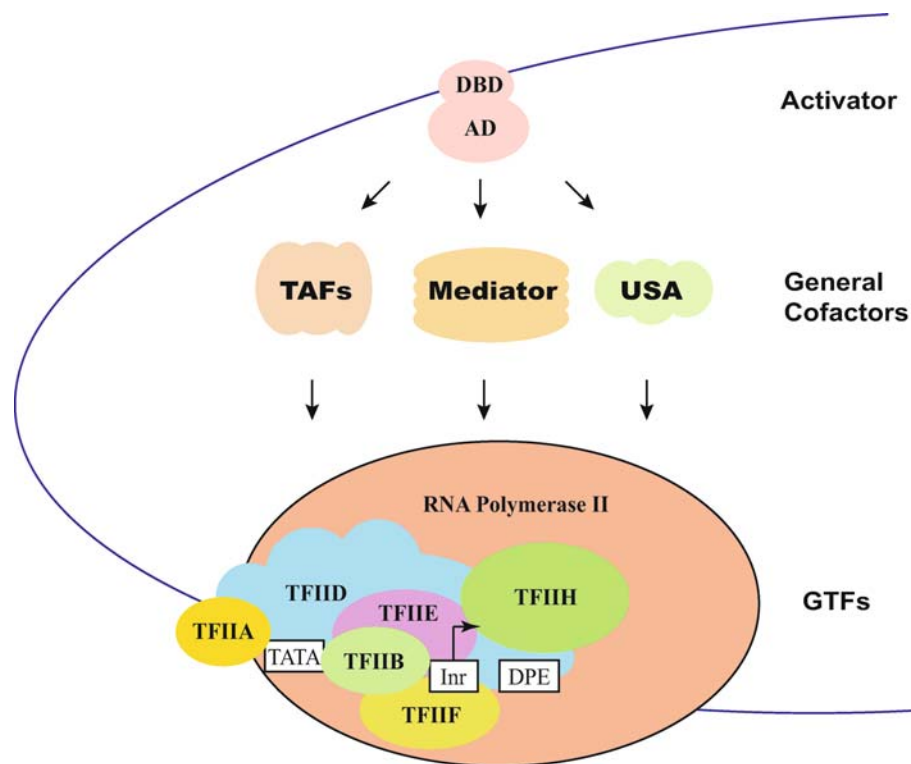 DBD
AD
Activator
TAFs
Mediator
USA
General
Cofactors
RNA Polymerase II
TFIID
TFIIH
TFIIE
GTFs
TFIIA
TATA
TFIIB
Inr
DPE
TFIIF